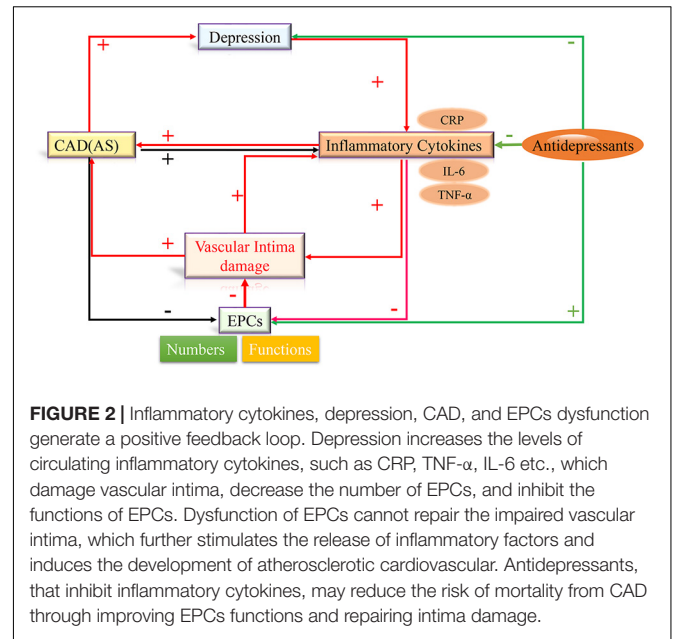 Depression
+
-
+
CRP
CAD(AS)
+
+
Inflammatory Cytokines
-
Antidepressants
IL-6
TNF-α
+
+
+
Vascular Intima
damage
-
-
-
+
EPCs
Numbers
Functions
FIGURE 2 | Inflammatory cytokines, depression, CAD, and EPCs dysfunction
generate a positive feedback loop. Depression increases the levels of
circulating inflammatory cytokines, such as CRP, TNF-α, IL-6 etc., which
damage vascular intima, decrease the number of EPCs, and inhibit the
functions of EPCs. Dysfunction of EPCs cannot repair the impaired vascular
intima, which further stimulates the release of inflammatory factors and
induces the development of atherosclerotic cardiovascular. Antidepressants,
that inhibit inflammatory cytokines, may reduce the risk of mortality from CAD
through improving EPCs functions and repairing intima damage.